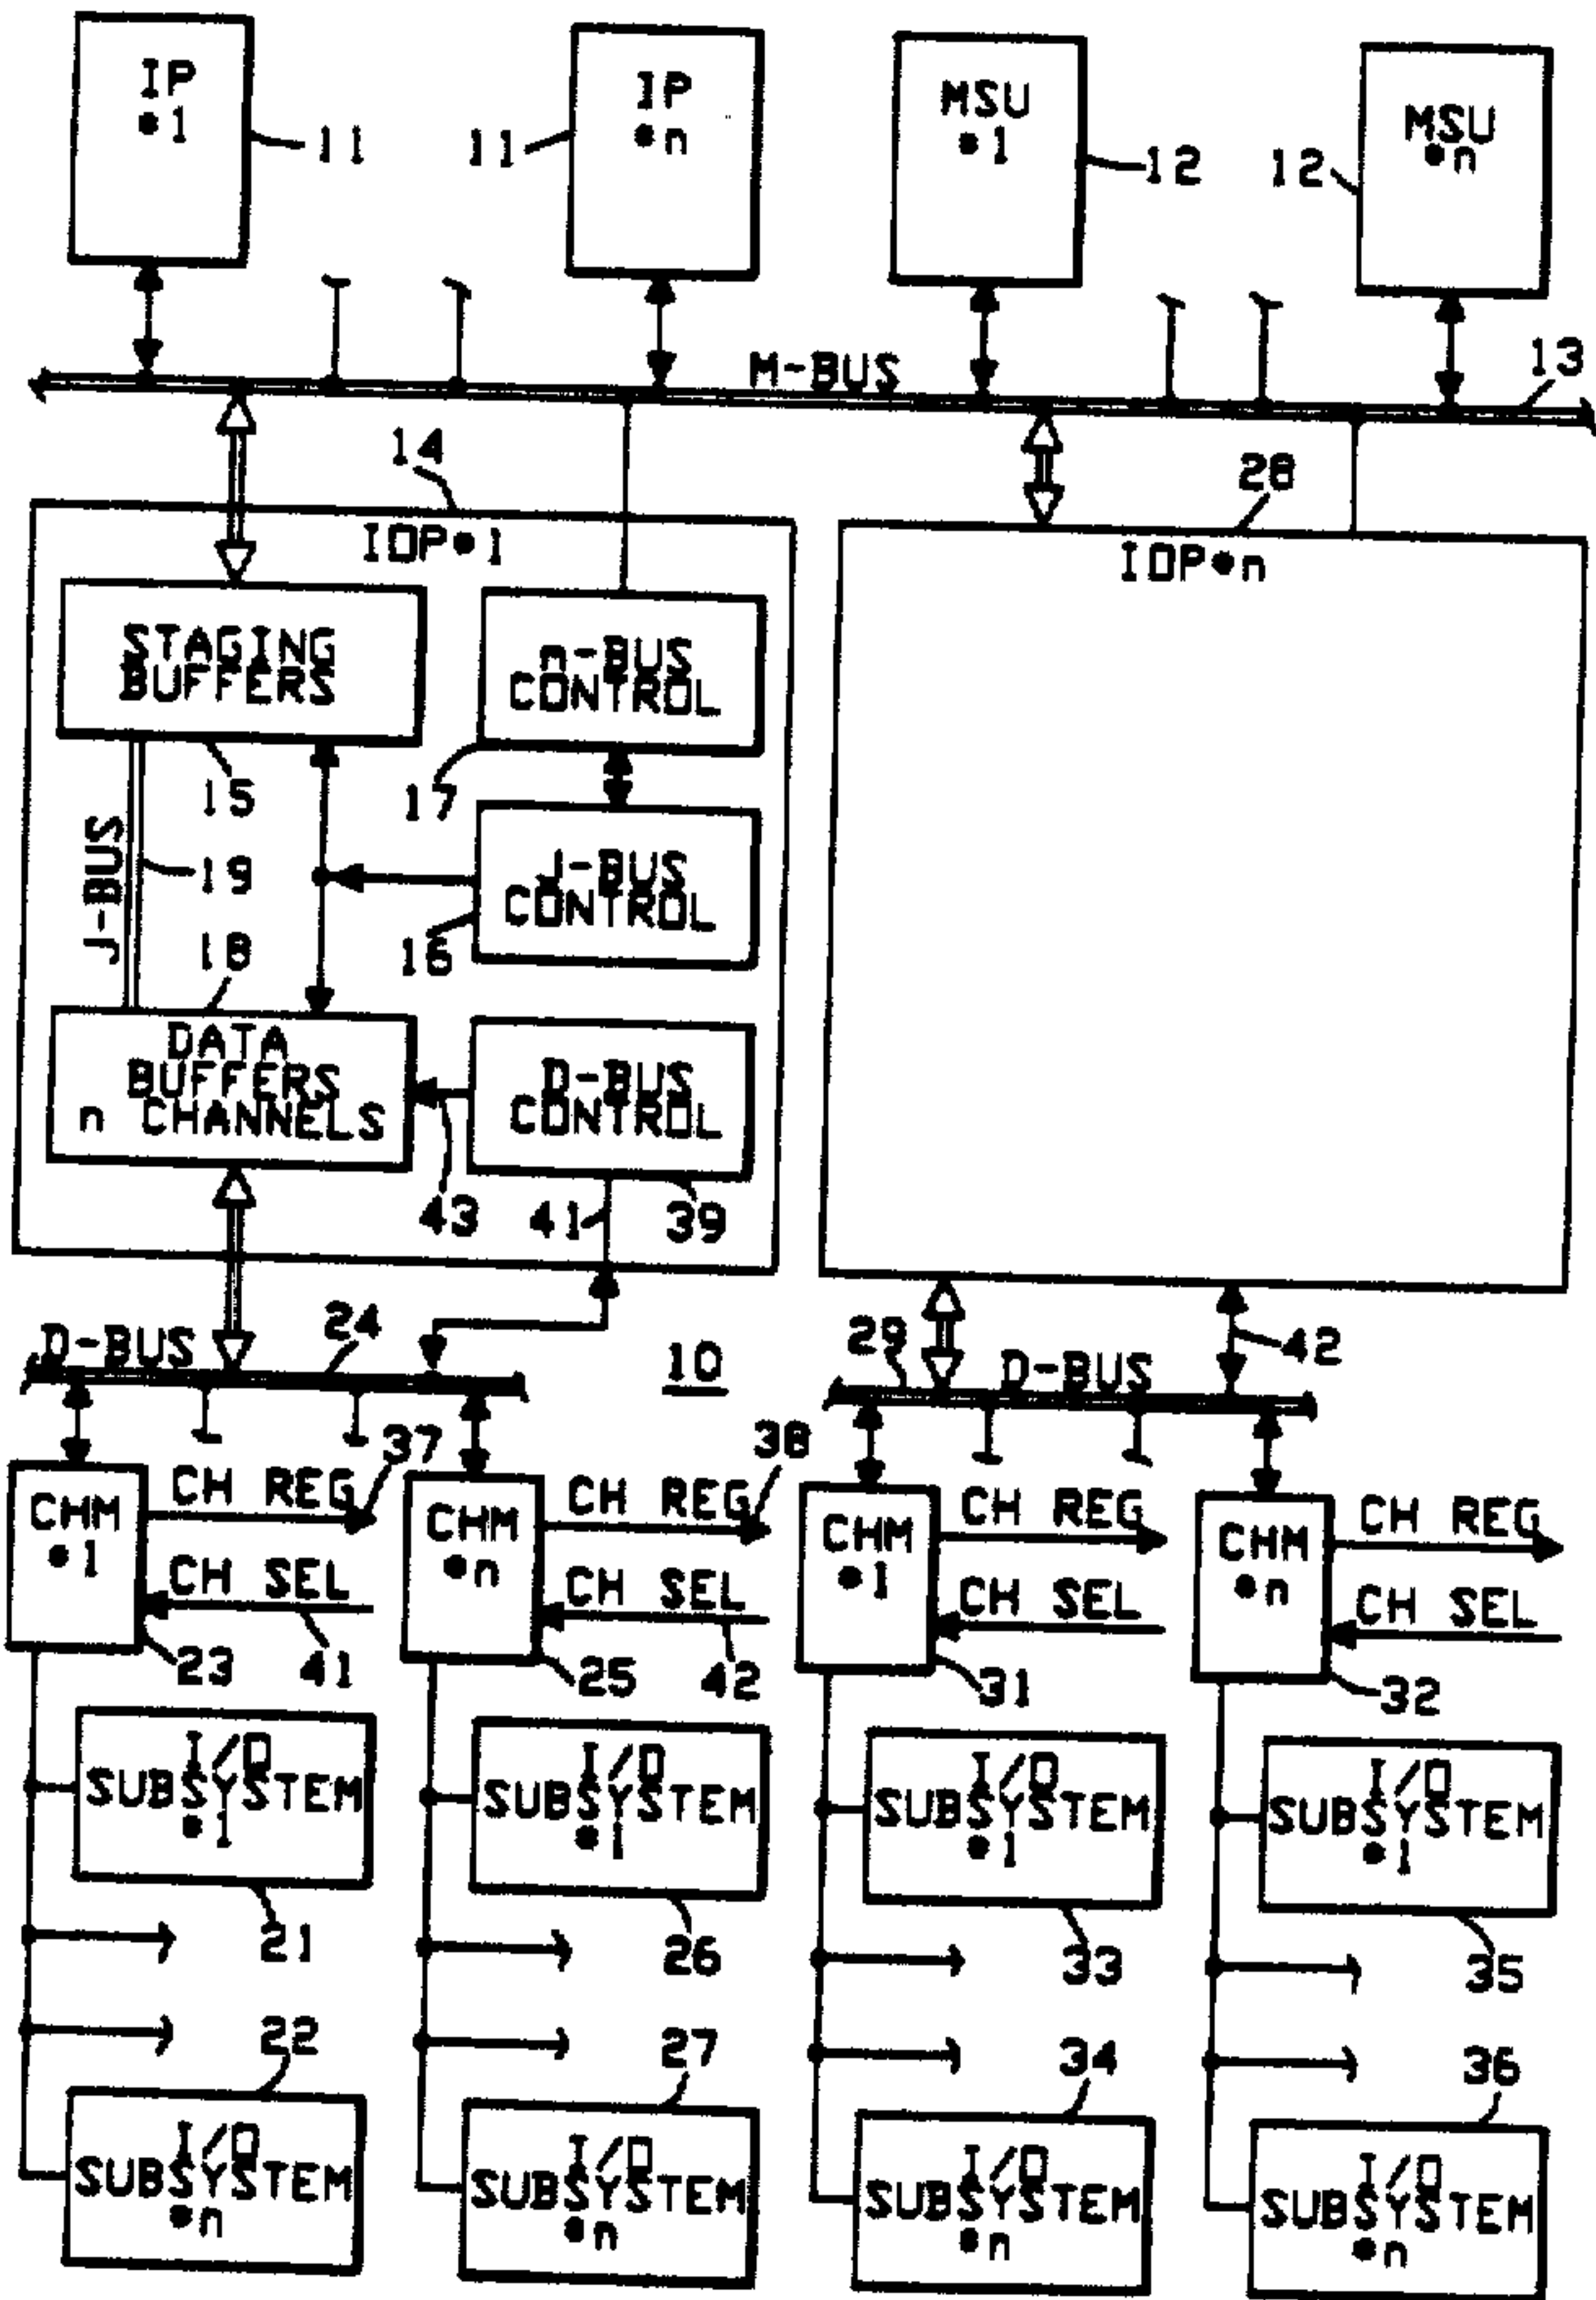 IP
•1
11
IP
•n
11
MSU
•1
12
MSU
•n
12
M-BUS
13
14
28
IOP•1
IOP•n
STAGING
BUFFERS
M-BUS
CONTROL
15
17
J-BUS
19
J-BUS
CONTROL
18
16
DATA
BUFFERS
n CHANNELS
D-BUS
CONTROL
43
41
39
D-BUS
24
10
29
D-BUS
42
37
38
CHM
•1
CH REG
CH SEL
23
41
CHM
•n
CH REG
CH SEL
25
42
CHM
•1
CH REG
CH SEL
31
CHM
•n
CH REG
CH SEL
32
I/O
SUBSYSTEM
•1
21
I/O
SUBSYSTEM
•1
26
I/O
SUBSYSTEM
•1
33
I/O
SUBSYSTEM
•1
35
22
I/O
SUBSYSTEM
•n
27
I/O
SUBSYSTEM
•n
34
I/O
SUBSYSTEM
•n
36
I/O
SUBSYSTEM
•n